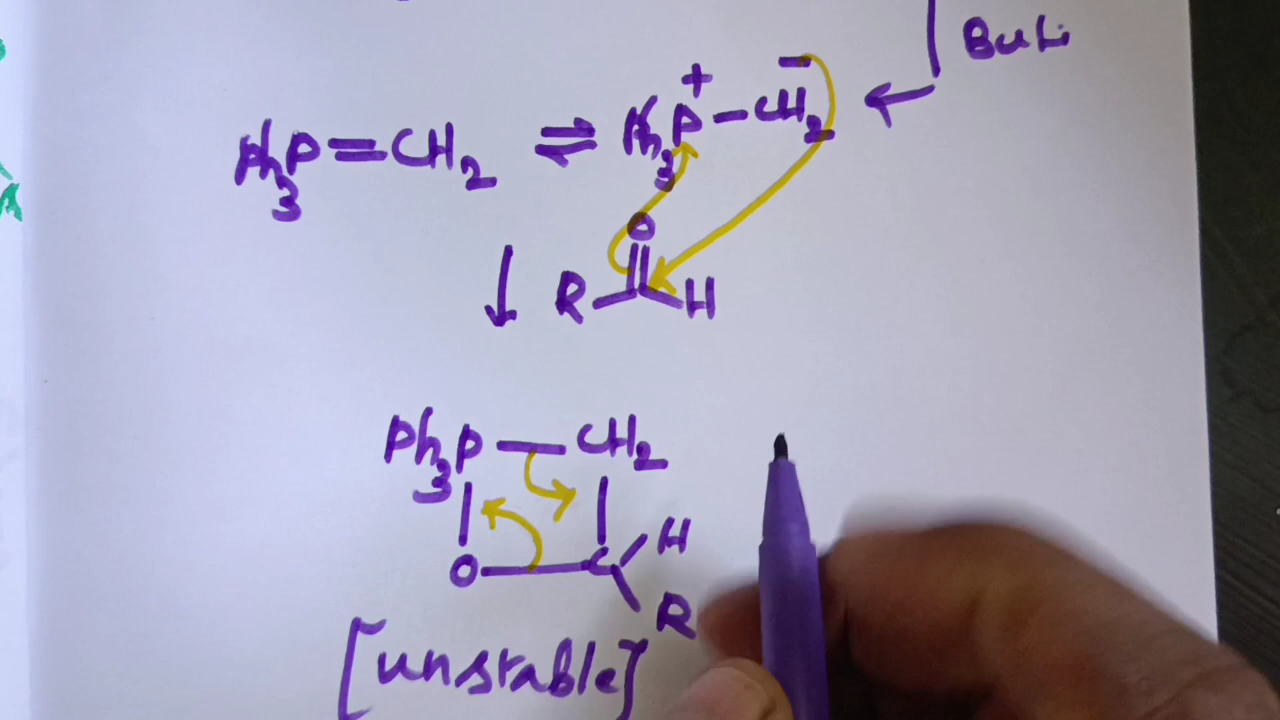 BuLi
Ph3P=CH2 ⇌ Ph3P+–CH2−
O
R H
Ph3P–CH2
O C H
R
[unstable]